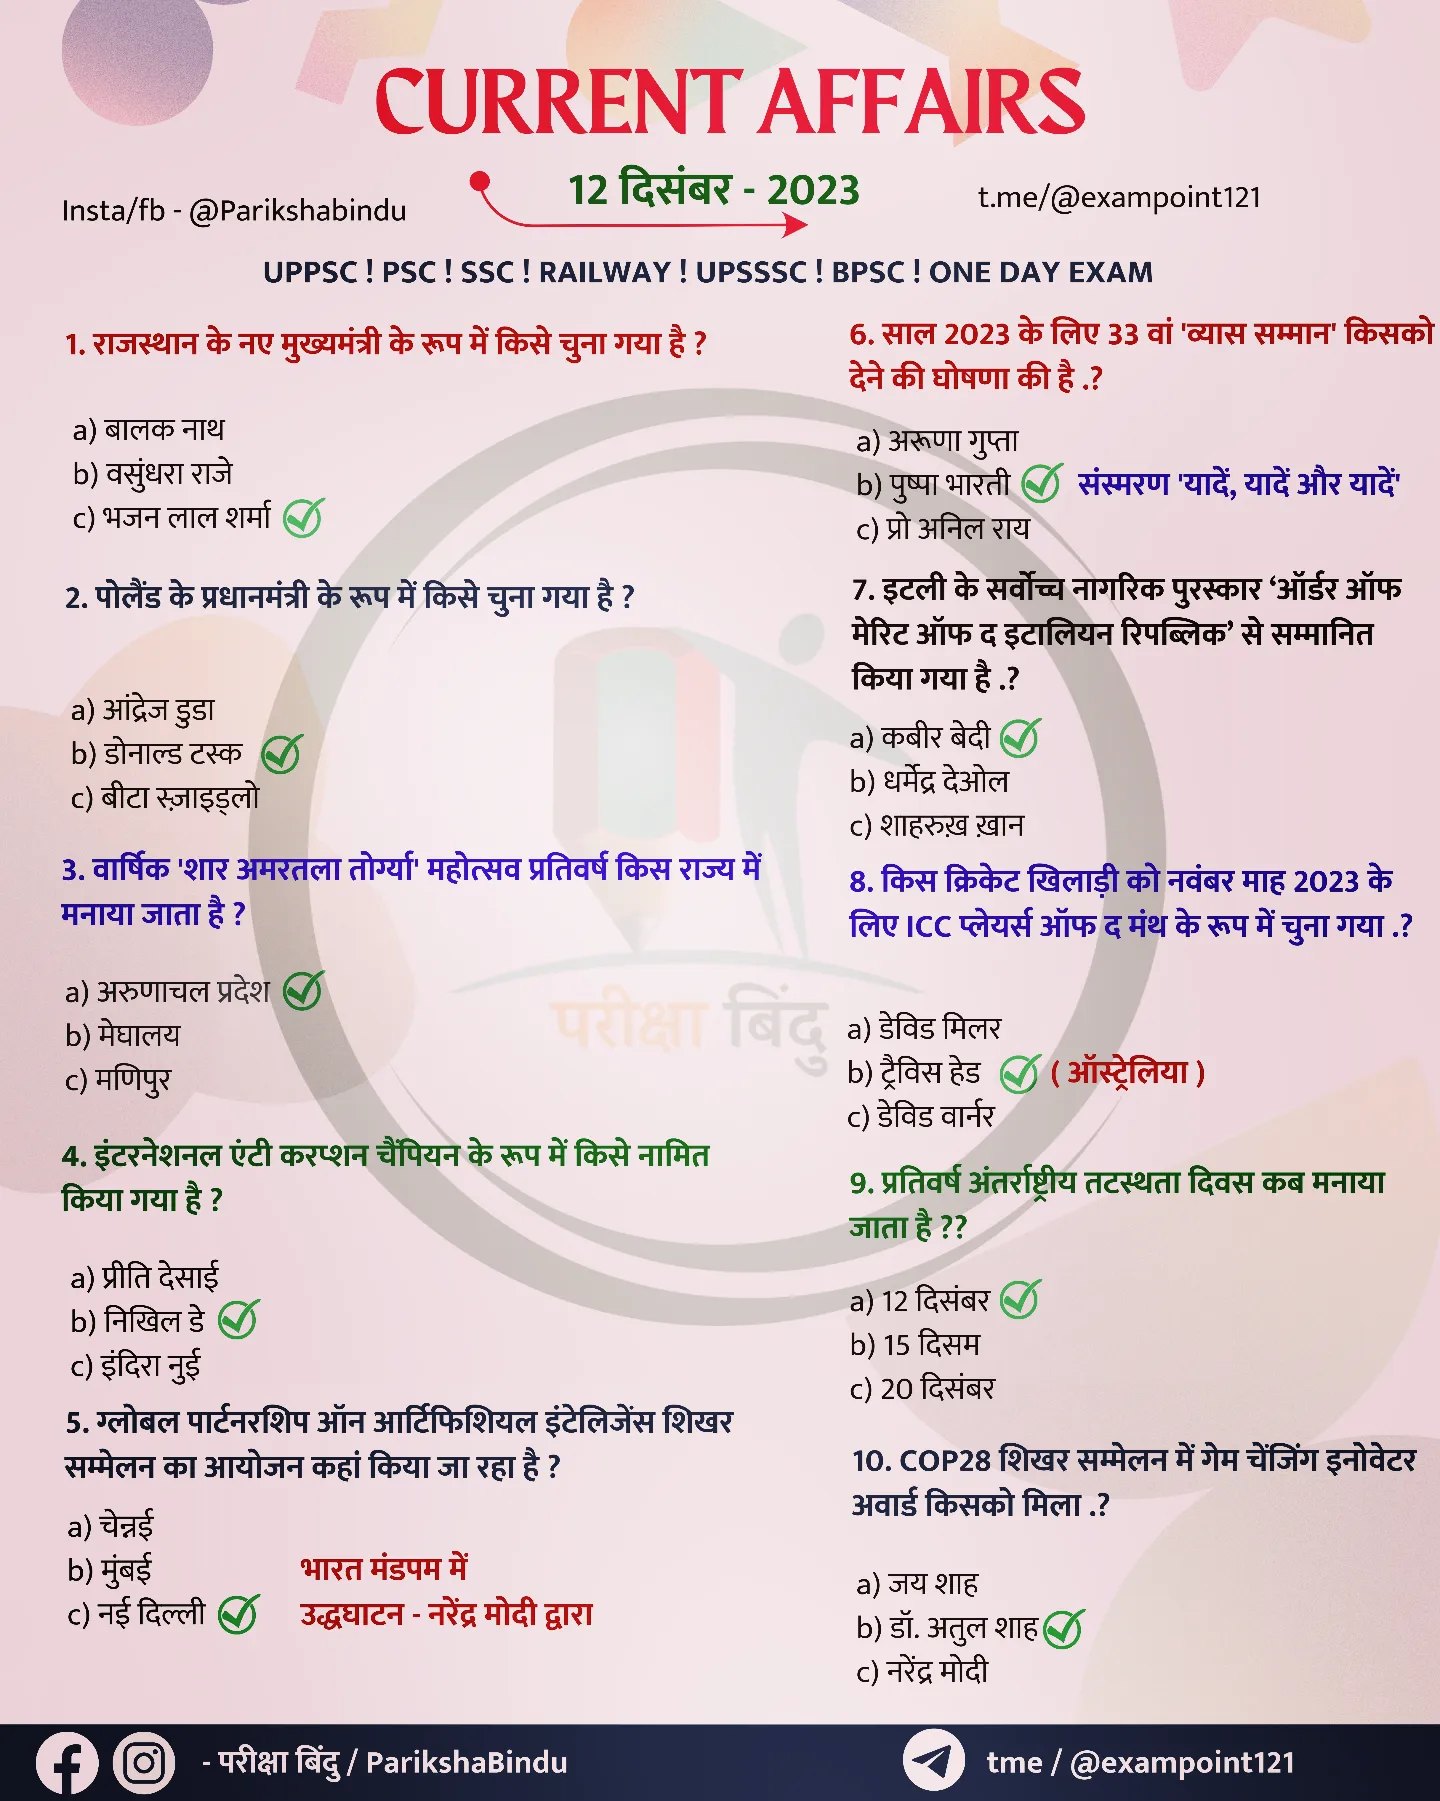 CURRENT AFFAIRS
12 दिसंबर - 2023
Insta/fb - @Parikshabindu
t.me/@exampoint121
UPPSC ! PSC ! SSC ! RAILWAY ! UPSSSC ! BPSC ! ONE DAY EXAM
1. राजस्थान के नए मुख्यमंत्री के रूप में किसे चुना गया है ?
a) बालक नाथ
b) वसुंधरा राजे
c) भजन लाल शर्मा
2. पोलैंड के प्रधानमंत्री के रूप में किसे चुना गया है ?
a) आंद्रेज डुडा
b) डोनाल्ड टस्क
c) बीटा स्ज़ाइड्लो
3. वार्षिक 'शार अमरतला तोर्ग्या' महोत्सव प्रतिवर्ष किस राज्य में
मनाया जाता है ?
a) अरुणाचल प्रदेश
b) मेघालय
c) मणिपुर
4. इंटरनेशनल एंटी करप्शन चैंपियन के रूप में किसे नामित
किया गया है ?
a) प्रीति देसाई
b) निखिल डे
c) इंदिरा नुई
5. ग्लोबल पार्टनरशिप ऑन आर्टिफिशियल इंटेलिजेंस शिखर
सम्मेलन का आयोजन कहां किया जा रहा है ?
a) चेन्नई
b) मुंबई
c) नई दिल्ली
भारत मंडपम में
उद्धघाटन - नरेंद्र मोदी द्वारा
6. साल 2023 के लिए 33 वां 'व्यास सम्मान' किसको
देने की घोषणा की है .?
a) अरूणा गुप्ता
b) पुष्पा भारती संस्मरण 'यादें, यादें और यादें'
c) प्रो अनिल राय
7. इटली के सर्वोच्च नागरिक पुरस्कार ‘ऑर्डर ऑफ
मेरिट ऑफ द इटालियन रिपब्लिक’ से सम्मानित
किया गया है .?
a) कबीर बेदी
b) धर्मेंद्र देओल
c) शाहरुख़ ख़ान
8. किस क्रिकेट खिलाड़ी को नवंबर माह 2023 के
लिए ICC प्लेयर्स ऑफ द मंथ के रूप में चुना गया .?
a) डेविड मिलर
b) ट्रैविस हेड ( ऑस्ट्रेलिया )
c) डेविड वार्नर
9. प्रतिवर्ष अंतर्राष्ट्रीय तटस्थता दिवस कब मनाया
जाता है ??
a) 12 दिसंबर
b) 15 दिसम
c) 20 दिसंबर
10. COP28 शिखर सम्मेलन में गेम चेंजिंग इनोवेटर
अवार्ड किसको मिला .?
a) जय शाह
b) डॉ. अतुल शाह
c) नरेंद्र मोदी
परीक्षा बिंदु
- परीक्षा बिंदु / ParikshaBindu
tme / @exampoint121